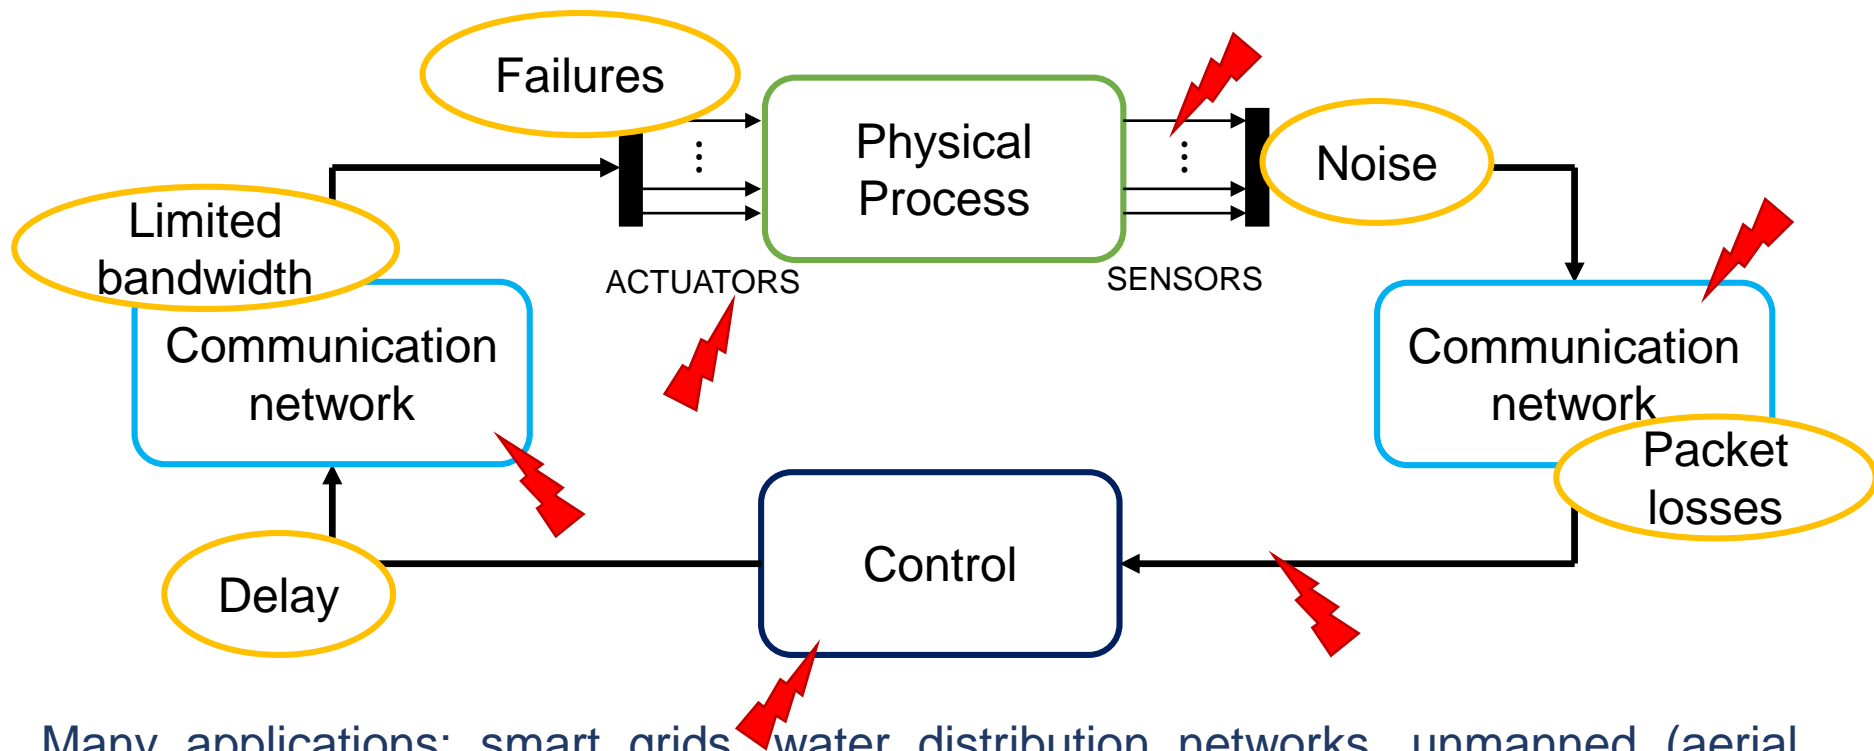 Failures
Physical
Process
Noise
Limited
bandwidth
ACTUATORS
SENSORS
Communication
network
Communication
network
Packet
losses
Control
Delay
Many applications: smart grids, water distribution networks, unmanned (aerial,